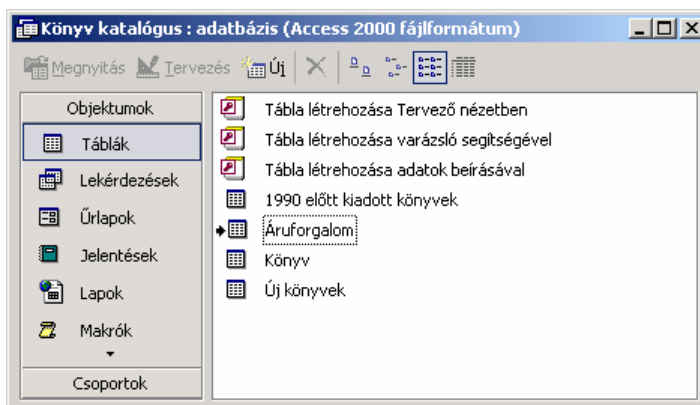 Könyv katalógus : adatbázis (Access 2000 fájlformátum)
Megnyitás Tervezés Új
Objektumok
Táblák
Lekérdezések
Űrlapok
Jelentések
Lapok
Makrók
Csoportok
Tábla létrehozása Tervező nézetben
Tábla létrehozása varázsló segítségével
Tábla létrehozása adatok beírásával
1990 előtt kiadott könyvek
Áruforgalom
Könyv
Új könyvek